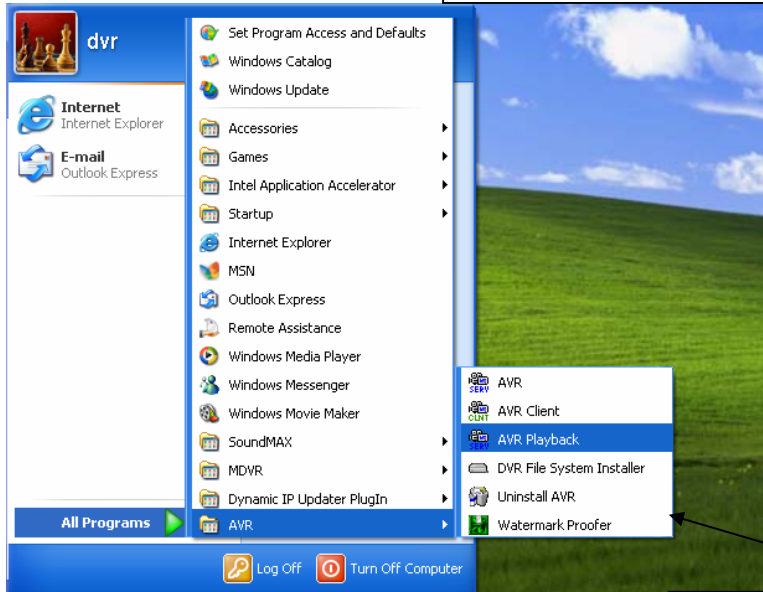 dvr
Internet
Internet Explorer
E-mail
Outlook Express
All Programs
Set Program Access and Defaults
Windows Catalog
Windows Update
Accessories
Games
Intel Application Accelerator
Startup
Internet Explorer
MSN
Outlook Express
Remote Assistance
Windows Media Player
Windows Messenger
Windows Movie Maker
SoundMAX
MDVR
Dynamic IP Updater PlugIn
AVR
AVR
AVR Client
AVR Playback
DVR File System Installer
Uninstall AVR
Watermark Proofer
Log Off
Turn Off Computer